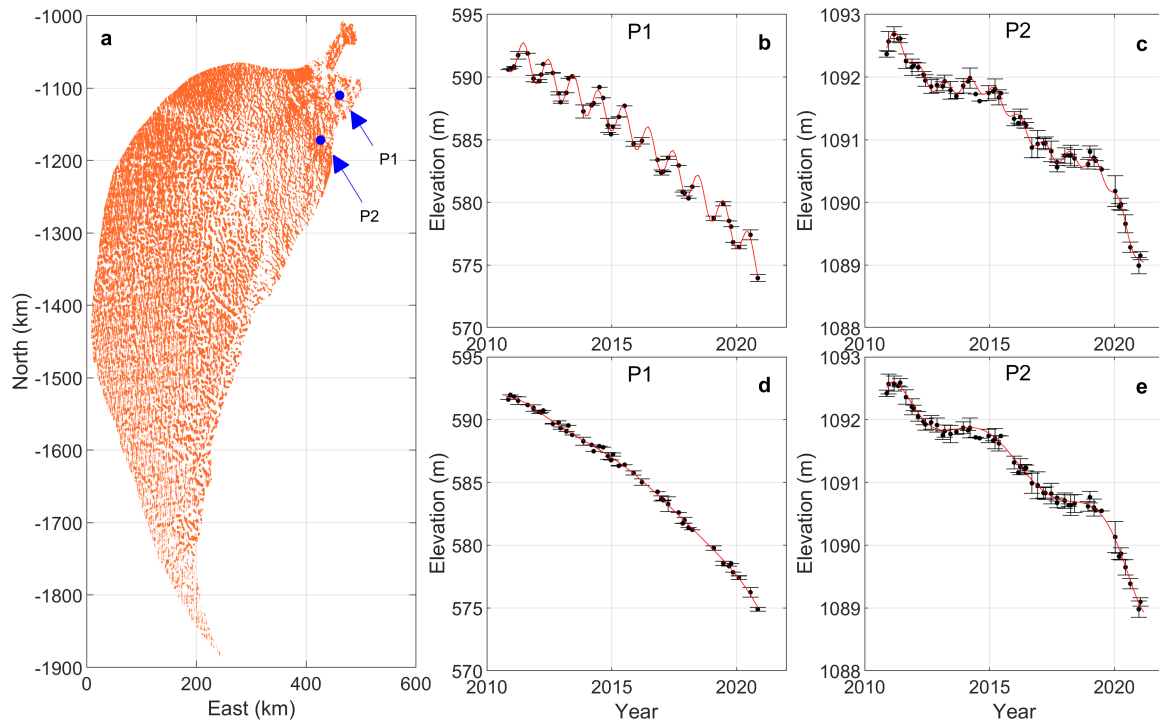 a
P1
P2
North (km)
-1000
-1100
-1200
-1300
-1400
-1500
-1600
-1700
-1800
-1900
0 200 400 600
East (km)
P1
b
Elevation (m)
595
590
585
580
575
570
2010 2015 2020
P2
c
Elevation (m)
1093
1092
1091
1090
1089
1088
2010 2015 2020
P1
d
Elevation (m)
595
590
585
580
575
570
2010 2015 2020
Year
P2
e
Elevation (m)
1093
1092
1091
1090
1089
1088
2010 2015 2020
Year